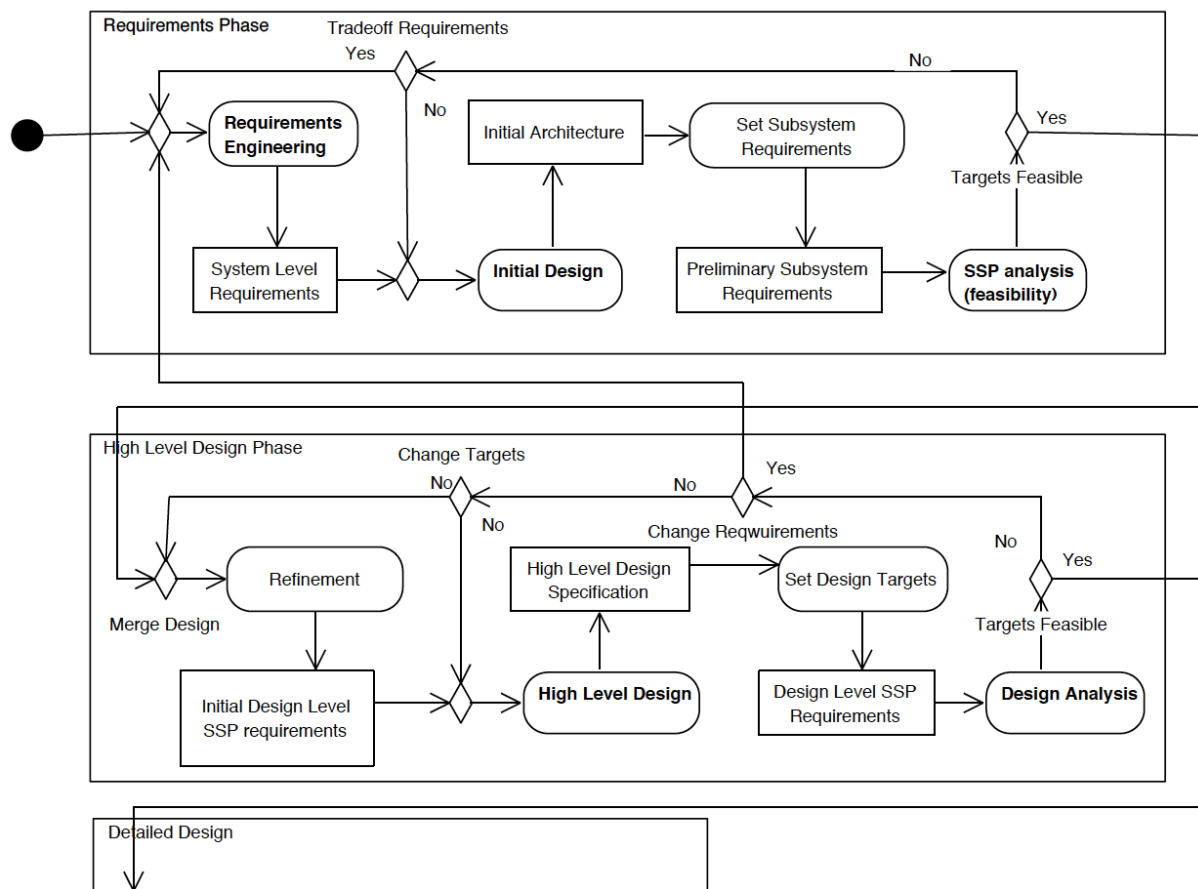 Requirements Phase
Tradeoff Requirements
Yes
No
No
Requirements
Engineering
Initial Architecture
Set Subsystem
Requirements
Yes
Targets Feasible
System Level
Requirements
Initial Design
Preliminary Subsystem
Requirements
SSP analysis
(feasibility)
High Level Design Phase
Change Targets
No
No
No
Yes
Change Reqwuirements
No
Yes
Refinement
High Level Design
Specification
Set Design Targets
Merge Design
Targets Feasible
Initial Design Level
SSP requirements
High Level Design
Design Level SSP
Requirements
Design Analysis
Detailed Design